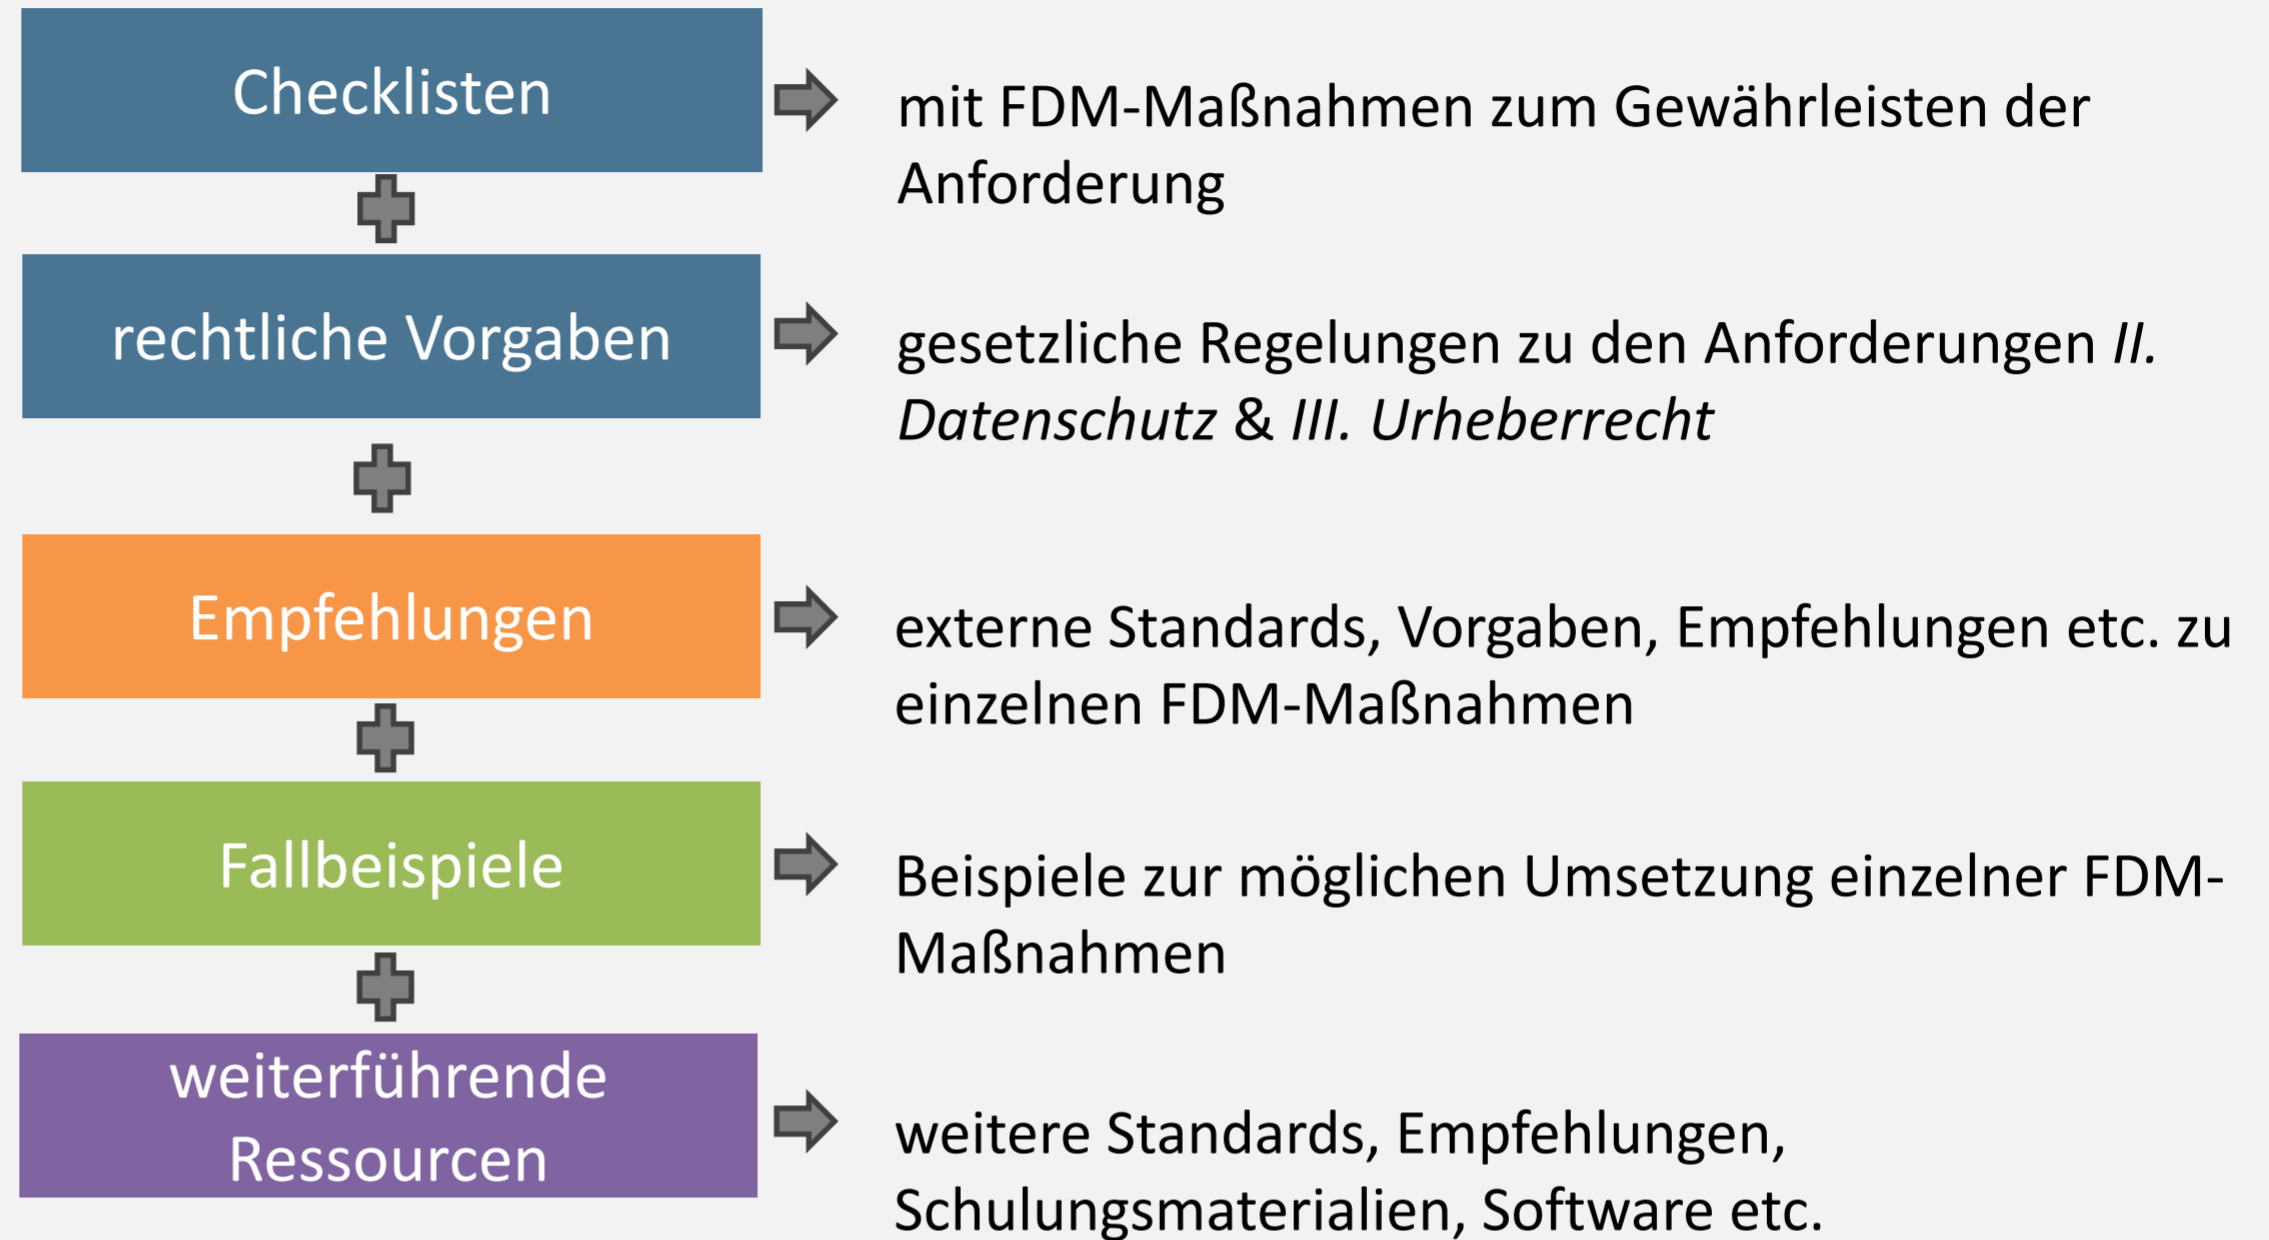 Checklisten
mit FDM-Maßnahmen zum Gewährleisten der
Anforderung
rechtliche Vorgaben
gesetzliche Regelungen zu den Anforderungen II.
Datenschutz & III. Urheberrecht
Empfehlungen
externe Standards, Vorgaben, Empfehlungen etc. zu
einzelnen FDM-Maßnahmen
Fallbeispiele
Beispiele zur möglichen Umsetzung einzelner FDM-
Maßnahmen
weiterführende
Ressourcen
weitere Standards, Empfehlungen,
Schulungsmaterialien, Software etc.